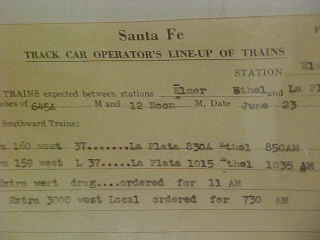 Santa Fe
TRACK CAR OPERATOR'S LINE-UP OF TRAINS
STATION
TRAINS expected between stations Elmer Ethel and La Pl
of 645A M and 12 Noon M, Date June 23
Southward Trains:
160 west 37.......La Plata 830A Ethel 850AM
159 west L 37.....La Plata 1015 Ethel 1035 AM
Extra west drag....ordered for 11 AM
Extra 3000 west Local ordered for 730 AM